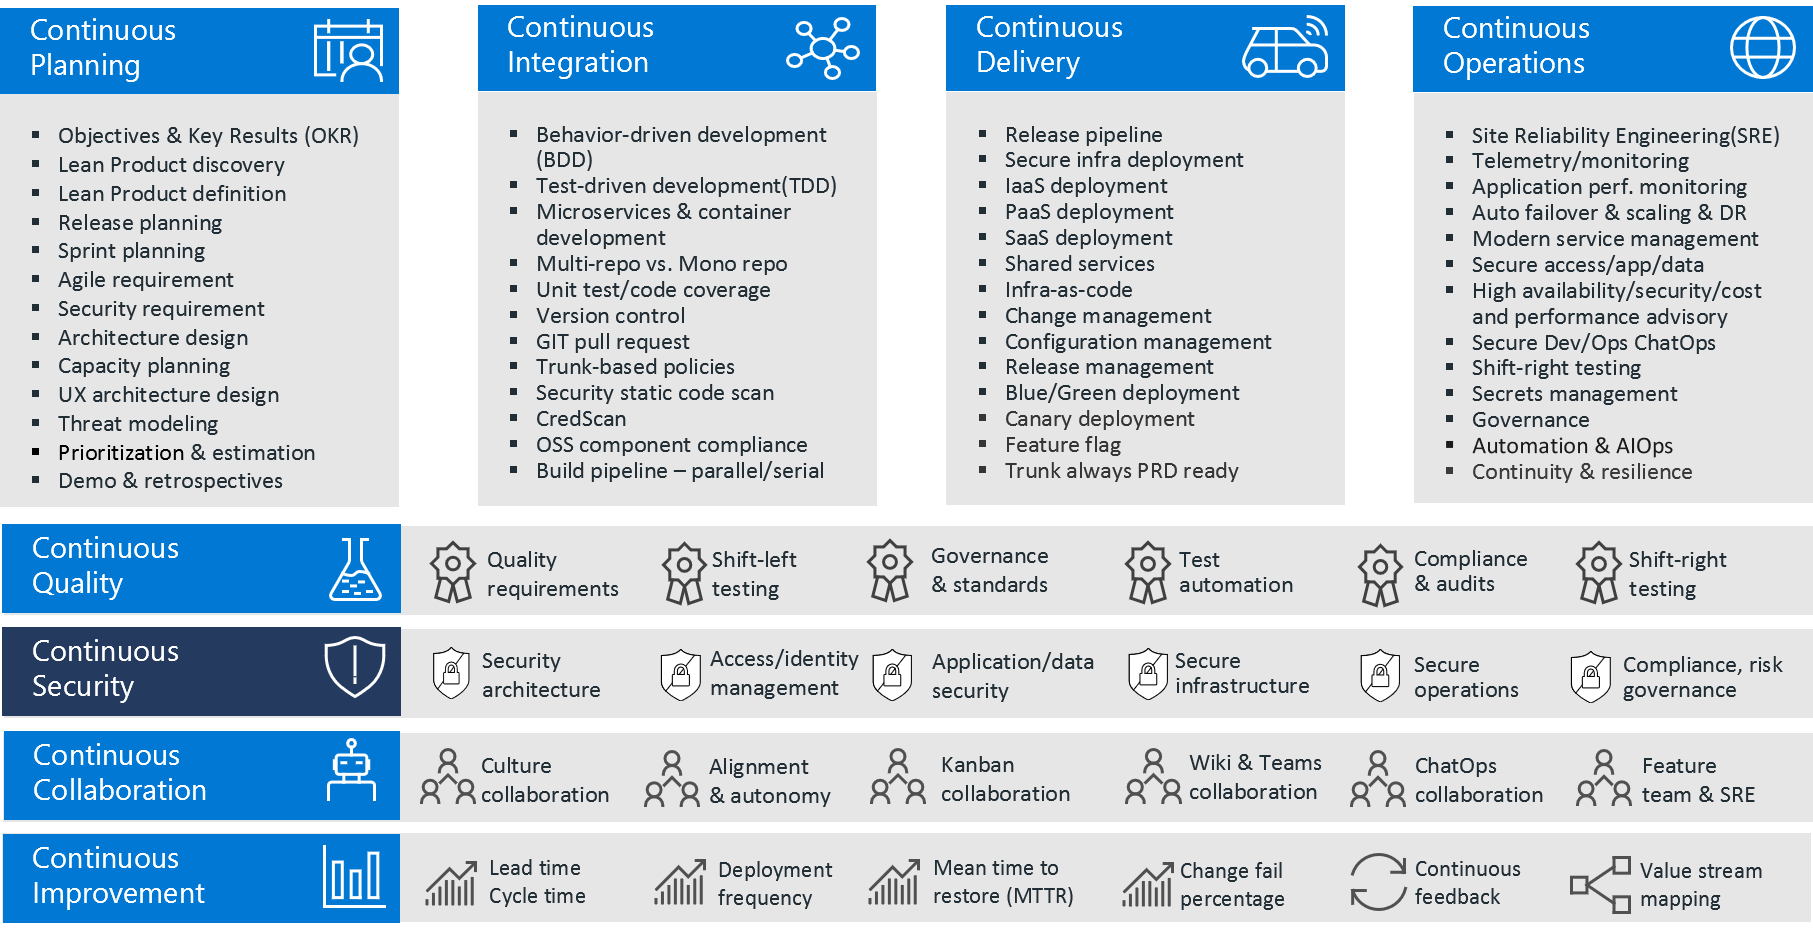 Continuous
Planning
Objectives & Key Results (OKR)
Lean Product discovery
Lean Product definition
Release planning
Sprint planning
Agile requirement
Security requirement
Architecture design
Capacity planning
UX architecture design
Threat modeling
Prioritization & estimation
Demo & retrospectives
Continuous
Integration
Behavior-driven development
(BDD)
Test-driven development(TDD)
Microservices & container
development
Multi-repo vs. Mono repo
Unit test/code coverage
Version control
GIT pull request
Trunk-based policies
Security static code scan
CredScan
OSS component compliance
Build pipeline – parallel/serial
Continuous
Delivery
Release pipeline
Secure infra deployment
IaaS deployment
PaaS deployment
SaaS deployment
Shared services
Infra-as-code
Change management
Configuration management
Release management
Blue/Green deployment
Canary deployment
Feature flag
Trunk always PRD ready
Continuous
Operations
Site Reliability Engineering(SRE)
Telemetry/monitoring
Application perf. monitoring
Auto failover & scaling & DR
Modern service management
Secure access/app/data
High availability/security/cost
and performance advisory
Secure Dev/Ops ChatOps
Shift-right testing
Secrets management
Governance
Automation & AIOps
Continuity & resilience
Continuous
Quality
Quality
requirements
Shift-left
testing
Governance
& standards
Test
automation
Compliance
& audits
Shift-right
testing
Continuous
Security
Security
architecture
Access/identity
management
Application/data
security
Secure
infrastructure
Secure
operations
Compliance, risk
governance
Continuous
Collaboration
Culture
collaboration
Alignment
& autonomy
Kanban
collaboration
Wiki & Teams
collaboration
ChatOps
collaboration
Feature
team & SRE
Continuous
Improvement
Lead time
Cycle time
Deployment
frequency
Mean time to
restore (MTTR)
Change fail
percentage
Continuous
feedback
Value stream
mapping